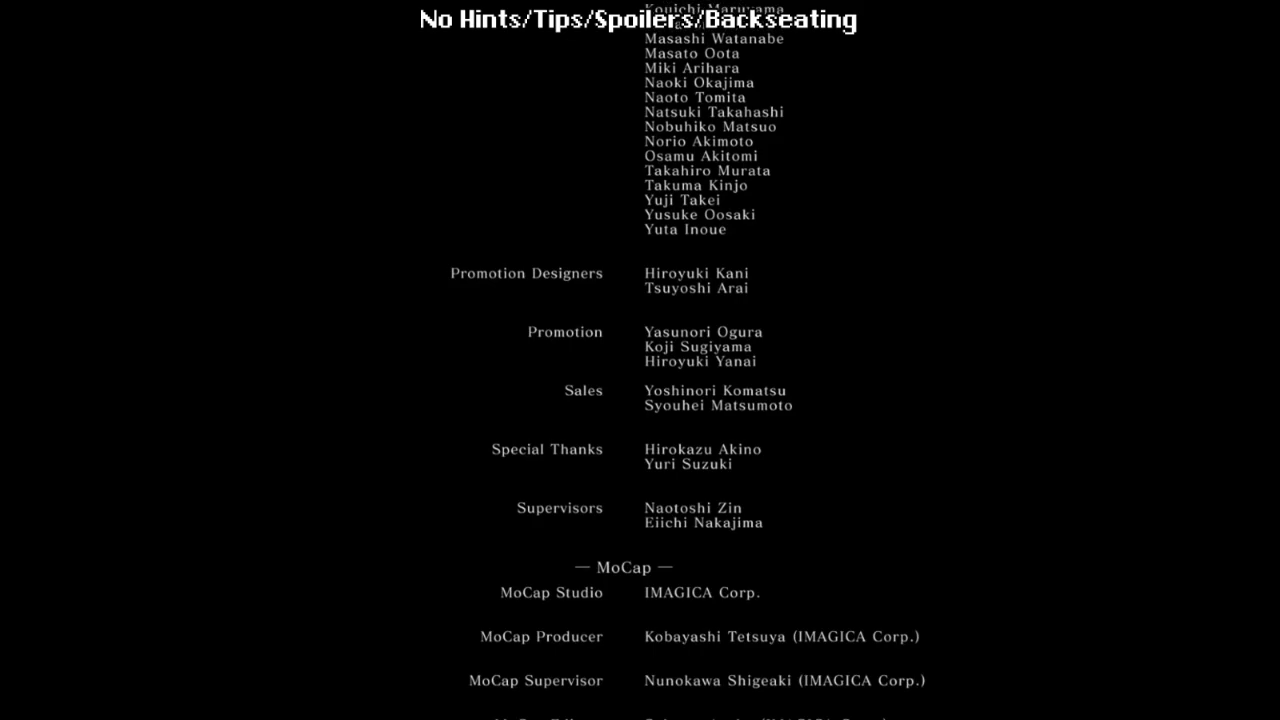 Kouichi Maruyama
No Hints/Tips/Spoilers/Backseating
Masashi Watanabe
Masato Oota
Miki Arihara
Naoki Okajima
Naoto Tomita
Natsuki Takahashi
Nobuhiko Matsuo
Norio Akimoto
Osamu Akitomi
Takahiro Murata
Takuma Kinjo
Yuji Takei
Yusuke Oosaki
Yuta Inoue
Promotion Designers Hiroyuki Kani
Tsuyoshi Arai
Promotion Yasunori Ogura
Koji Sugiyama
Hiroyuki Yanai
Sales Yoshinori Komatsu
Syouhei Matsumoto
Special Thanks Hirokazu Akino
Yuri Suzuki
Supervisors Naotoshi Zin
Eiichi Nakajima
— MoCap —
MoCap Studio IMAGICA Corp.
MoCap Producer Kobayashi Tetsuya (IMAGICA Corp.)
MoCap Supervisor Nunokawa Shigeaki (IMAGICA Corp.)